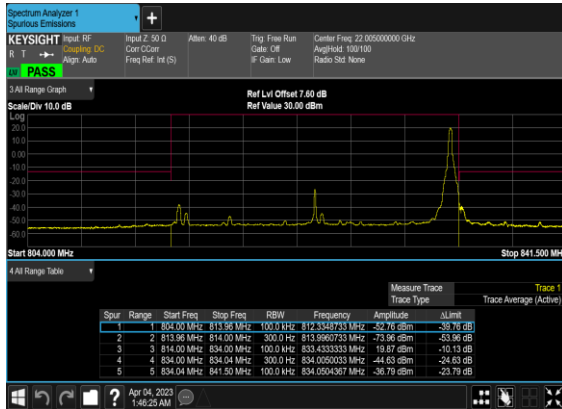 Spectrum Analyzer 1
Spurious Emissions
KEYSIGHT Input: RF Input Z: 50 Ω Atten: 40 dB Trig: Free Run Center Freq: 22.005000000 GHz
R T Coupling: DC Corr CCorr Gate: Off Avg|Hold: 100/100
Align: Auto Freq Ref: Int (S) IF Gain: Low Radio Std: None
LVI PASS
3 All Range Graph
Ref Lvl Offset 7.60 dB
Scale/Div 10.0 dB Ref Value 30.00 dBm
Log
20.0
10.0
0.00
-10.0
-20.0
-30.0
-40.0
-50.0
-60.0
Start 804.000 MHz Stop 841.500 MH
4 All Range Table
Measure Trace Trace 1
Trace Type Trace Average (Active)
Spur Range Start Freq Stop Freq RBW Frequency Amplitude ΔLimit
1 1 804.00 MHz 813.96 MHz 100.0 kHz 812.3348733 MHz -52.76 dBm -39.76 dB
2 2 813.96 MHz 814.00 MHz 300.0 Hz 813.9960733 MHz -73.96 dBm -53.96 dB
3 3 814.00 MHz 834.00 MHz 100.0 kHz 833.4333333 MHz 19.87 dBm -10.13 dB
4 4 834.00 MHz 834.04 MHz 300.0 Hz 834.0050033 MHz -44.63 dBm -24.63 dB
5 5 834.04 MHz 841.50 MHz 100.0 kHz 834.0504367 MHz -36.79 dBm -23.79 dB
Apr 04, 2023
1:46:25 AM